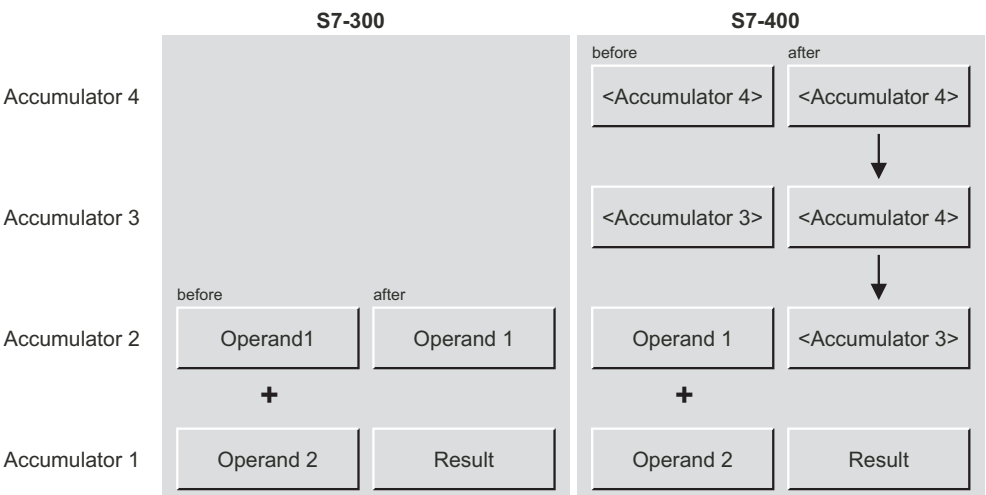 S7-300 S7-400
before after
Accumulator 4 <Accumulator 4> <Accumulator 4>
Accumulator 3 <Accumulator 3> <Accumulator 4>
before after
Accumulator 2 Operand1 Operand 1 Operand 1 <Accumulator 3>
+ +
Accumulator 1 Operand 2 Result Operand 2 Result